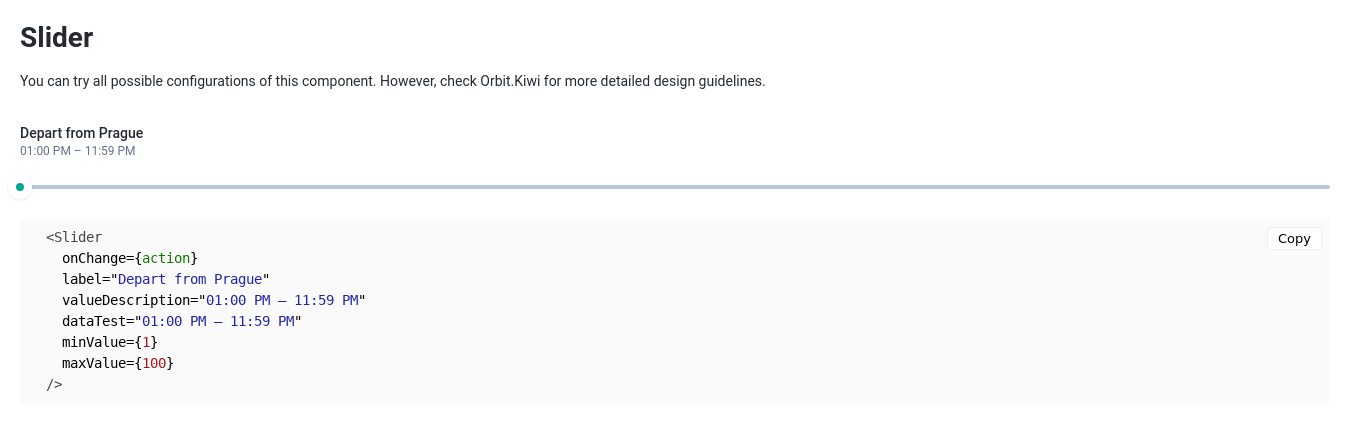 Slider
You can try all possible configurations of this component. However, check Orbit.Kiwi for more detailed design guidelines.
Depart from Prague
01:00 PM – 11:59 PM
<Slider
Copy
onChange={action}
label="Depart from Prague"
valueDescription="01:00 PM – 11:59 PM"
dataTest="01:00 PM – 11:59 PM"
minValue={1}
maxValue={100}
/>